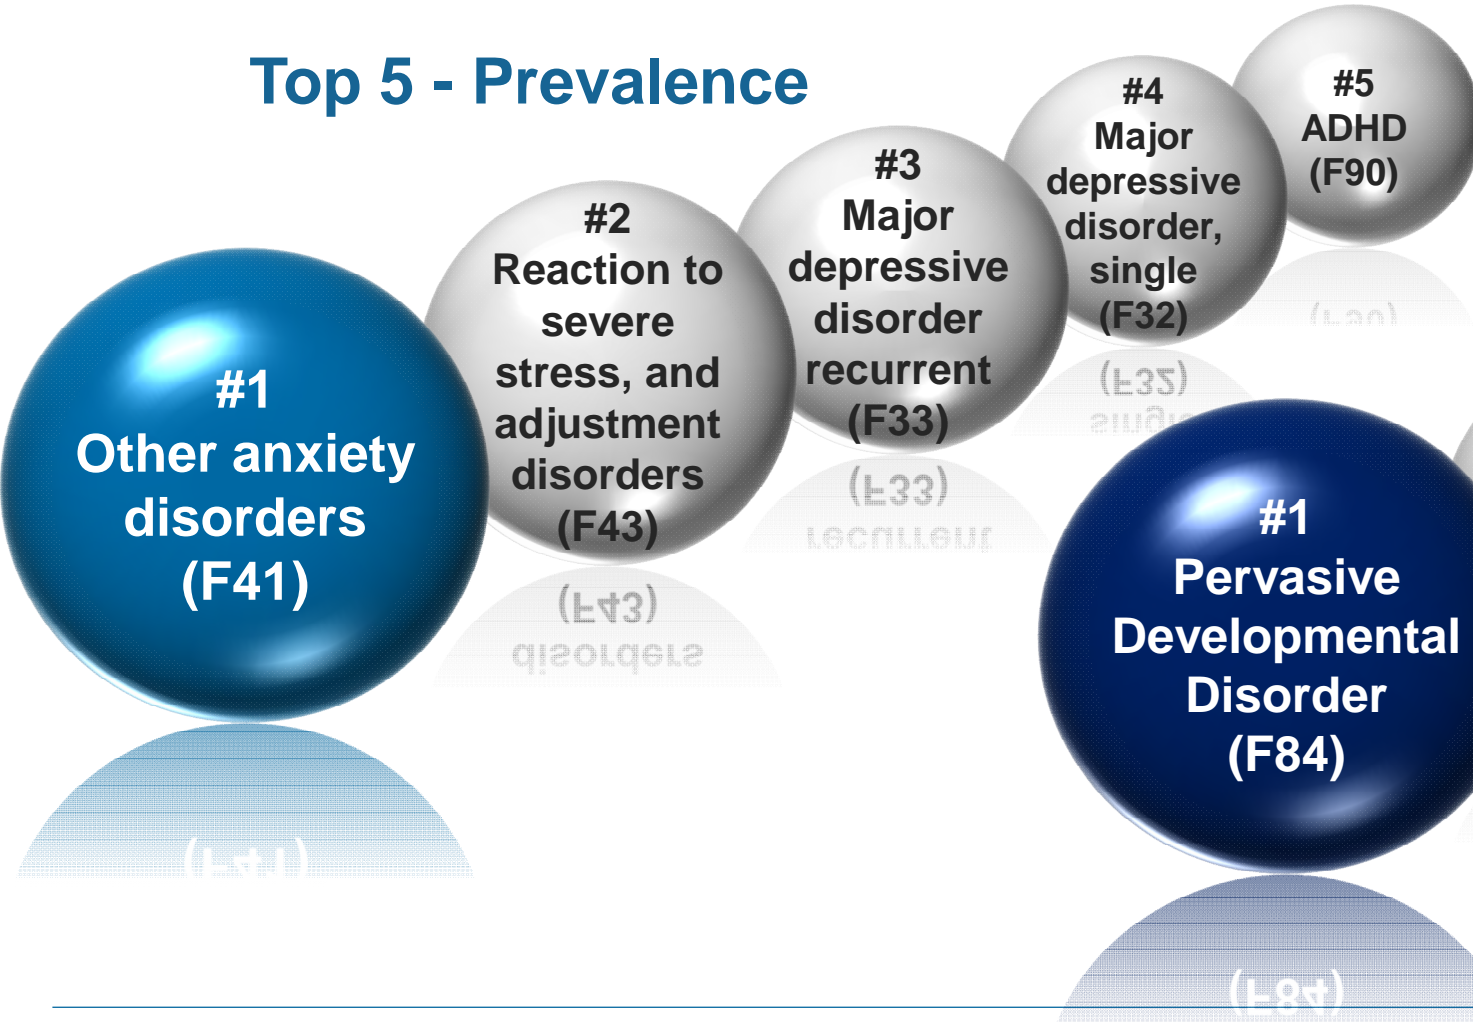 Top 5 - Prevalence
#1
Other anxiety
disorders
(F41)
#2
Reaction to
severe
stress, and
adjustment
disorders
(F43)
#3
Major
depressive
disorder
recurrent
(F33)
#4
Major
depressive
disorder,
single
(F32)
#5
ADHD
(F90)
#1
Pervasive
Developmental
Disorder
(F84)